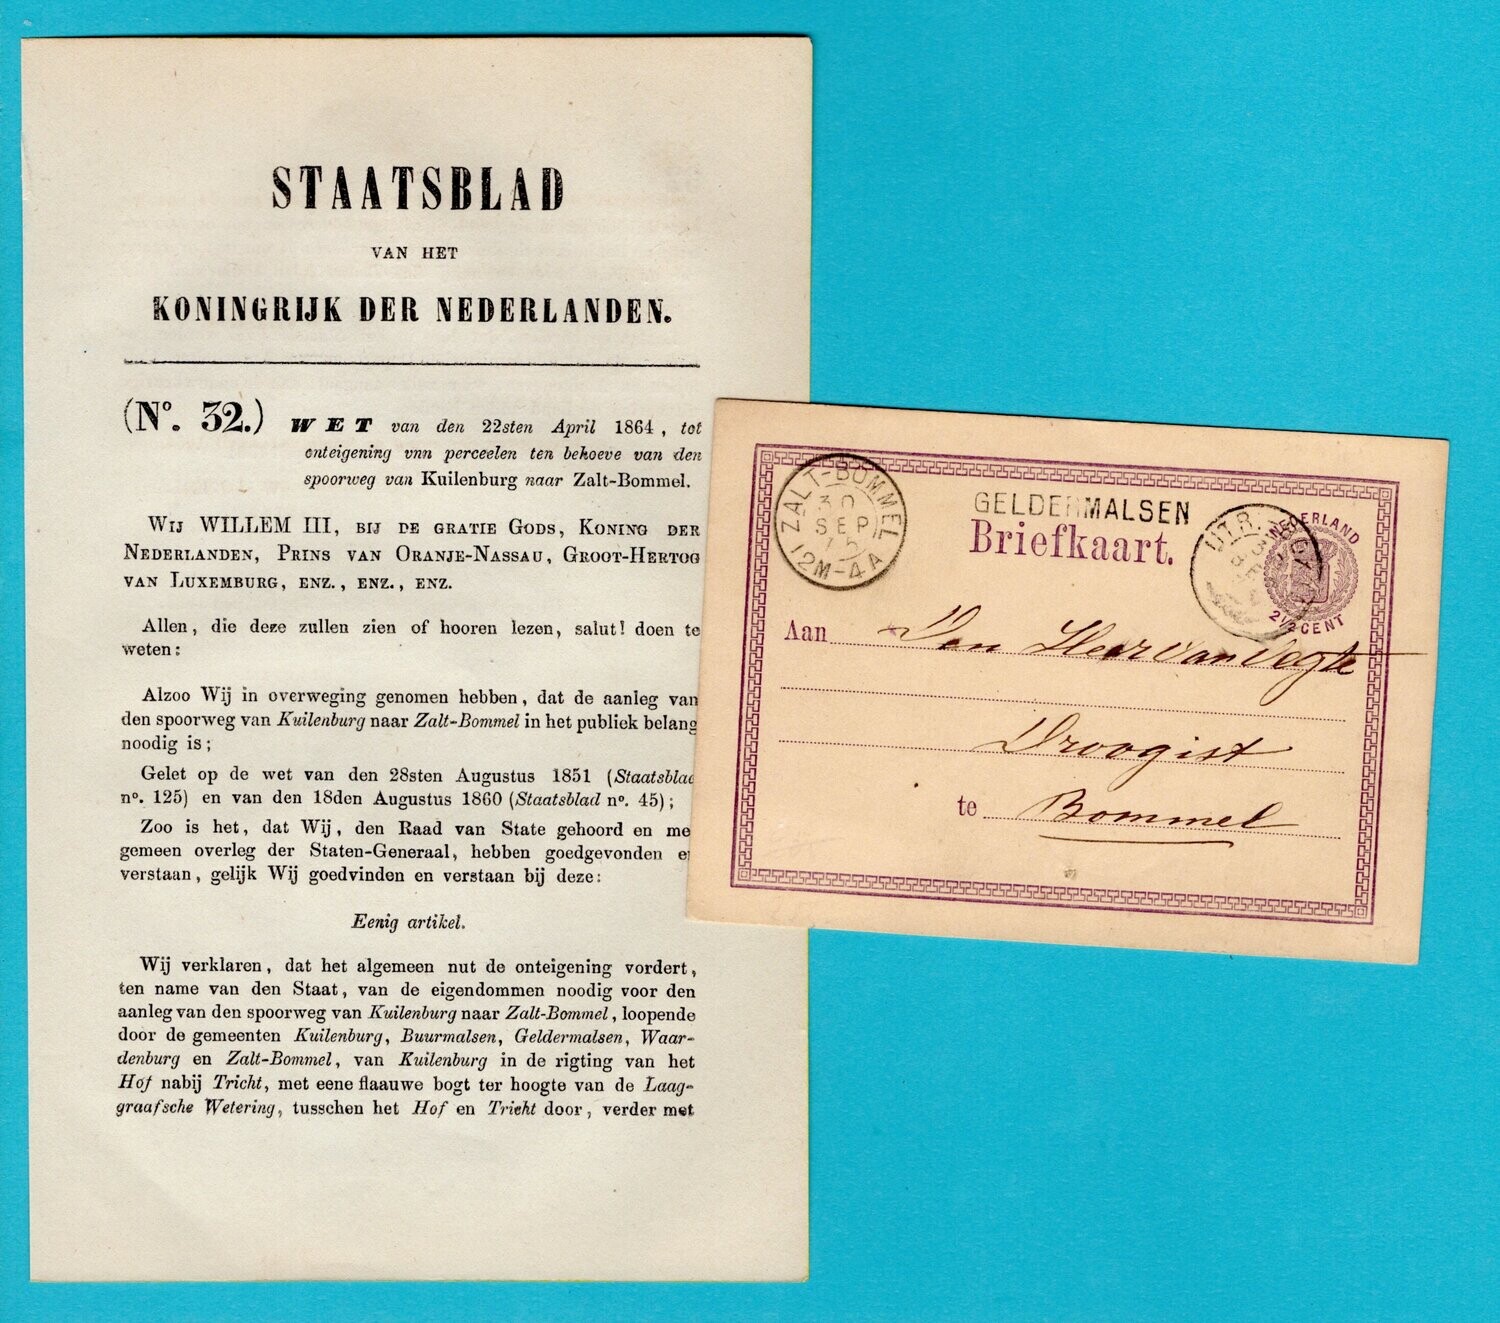 STAATSBLAD
VAN HET
KONINGRIJK DER NEDERLANDEN.
(N°. 32.) WET van den 22sten April 1864, tot
onteigening vnn perceelen ten behoeve van den
spoorweg van Kuilenburg naar Zalt-Bommel.
Wij WILLEM III, bij de gratie Gods, Koning der
Nederlanden, Prins van Oranje-Nassau, Groot-Hertog
van Luxemburg, enz., enz., enz.
Allen, die deze zullen zien of hooren lezen, salut! doen te
weten:
Alzoo Wij in overweging genomen hebben, dat de aanleg van
den spoorweg van Kuilenburg naar Zalt-Bommel in het publiek belang
noodig is;
Gelet op de wet van den 28sten Augustus 1851 (Staatsblad
n°. 125) en van den 18den Augustus 1860 (Staatsblad n°. 45);
Zoo is het, dat Wij, den Raad van State gehoord en me
gemeen overleg der Staten-Generaal, hebben goedgevonden e
verstaan, gelijk Wij goedvinden en verstaan bij deze:
Eenig artikel.
Wij verklaren, dat het algemeen nut de onteigening vordert,
ten name van den Staat, van de eigendommen noodig voor den
aanleg van den spoorweg van Kuilenburg naar Zalt-Bommel, loopende
door de gemeenten Kuilenburg, Buurmalsen, Geldermalsen, Waar-
denburg en Zalt-Bommel, van Kuilenburg in de rigting van het
Hof nabij Tricht, met eene flaauwe bogt ter hoogte van de Laag-
graafsche Wetering, tusschen het Hof en Tricht door, verder met
ZALT-BOMMEL
30
SEP
12M-4A
GELDERMALSEN
Briefkaart.
UTR.
NEDERLAND
2½ CENT
Aan Den Heer Van Vegte
Droogist
te Bommel